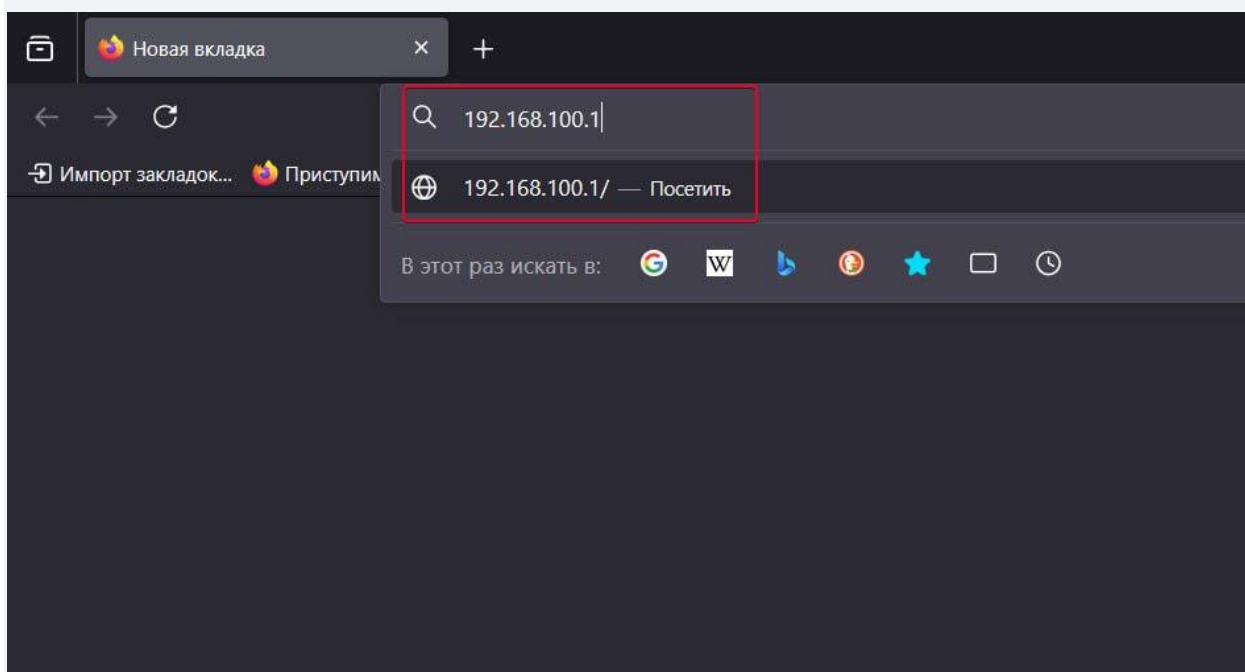 Новая вкладка
192.168.100.1
Импорт закладок... Приступим
192.168.100.1/ — Посетить
В этот раз искать в: W